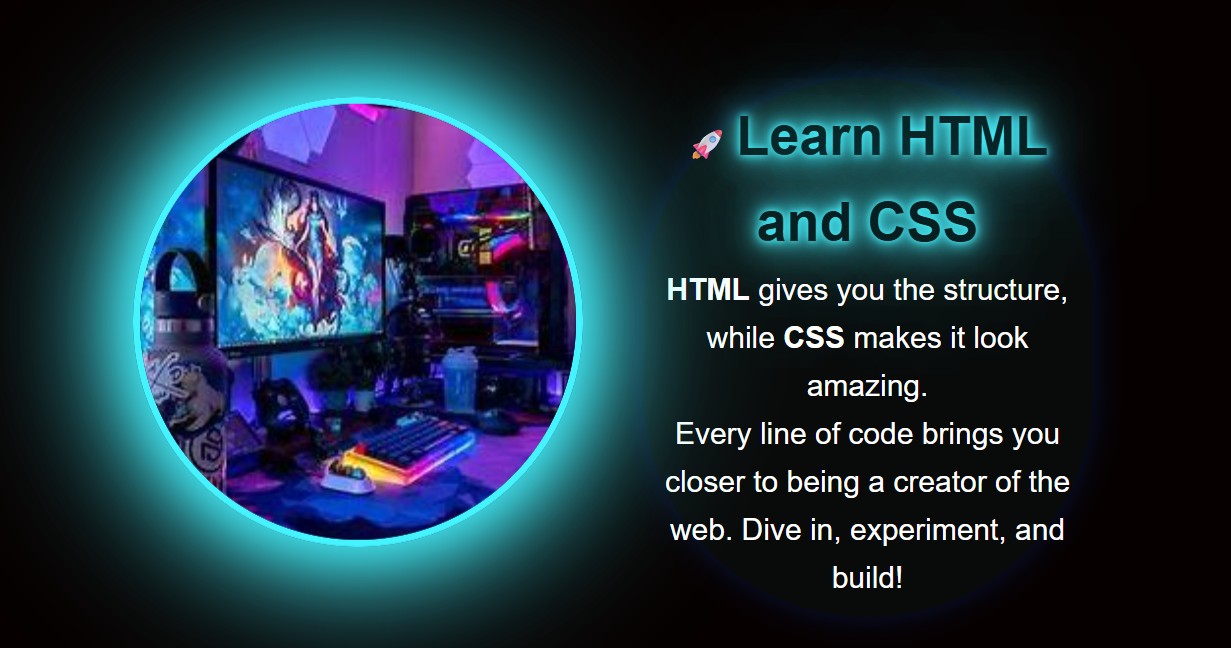 🚀 Learn HTML
and CSS
HTML gives you the structure,
while CSS makes it look
amazing.
Every line of code brings you
closer to being a creator of the
web. Dive in, experiment, and
build!